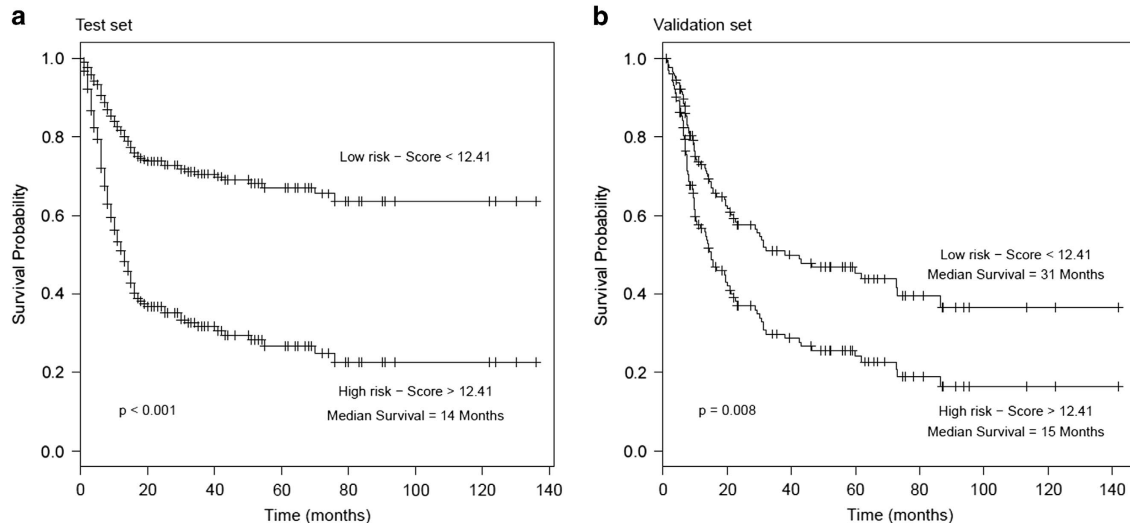 a
Test set
Survival Probability
1.0
0.8
0.6
0.4
0.2
0.0
Low risk − Score < 12.41
High risk − Score > 12.41
Median Survival = 14 Months
p < 0.001
0 20 40 60 80 100 120 140
Time (months)
b
Validation set
Survival Probability
1.0
0.8
0.6
0.4
0.2
0.0
Low risk − Score < 12.41
Median Survival = 31 Months
High risk − Score > 12.41
Median Survival = 15 Months
p = 0.008
0 20 40 60 80 100 120 140
Time (months)